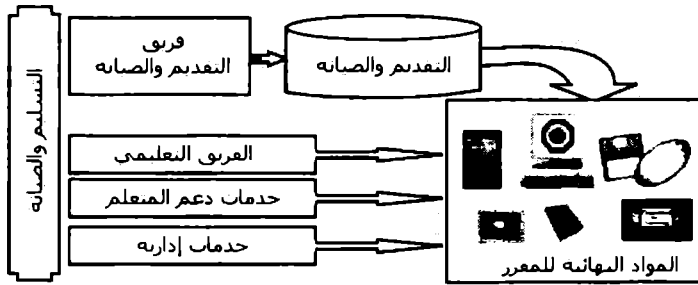 التسليم والصيانة
فريق
التقديم والصيانة
التقديم والصيانة
الفريق التعليمي
خدمات دعم المتعلم
خدمات إدارية
المواد النهائية للمقرر